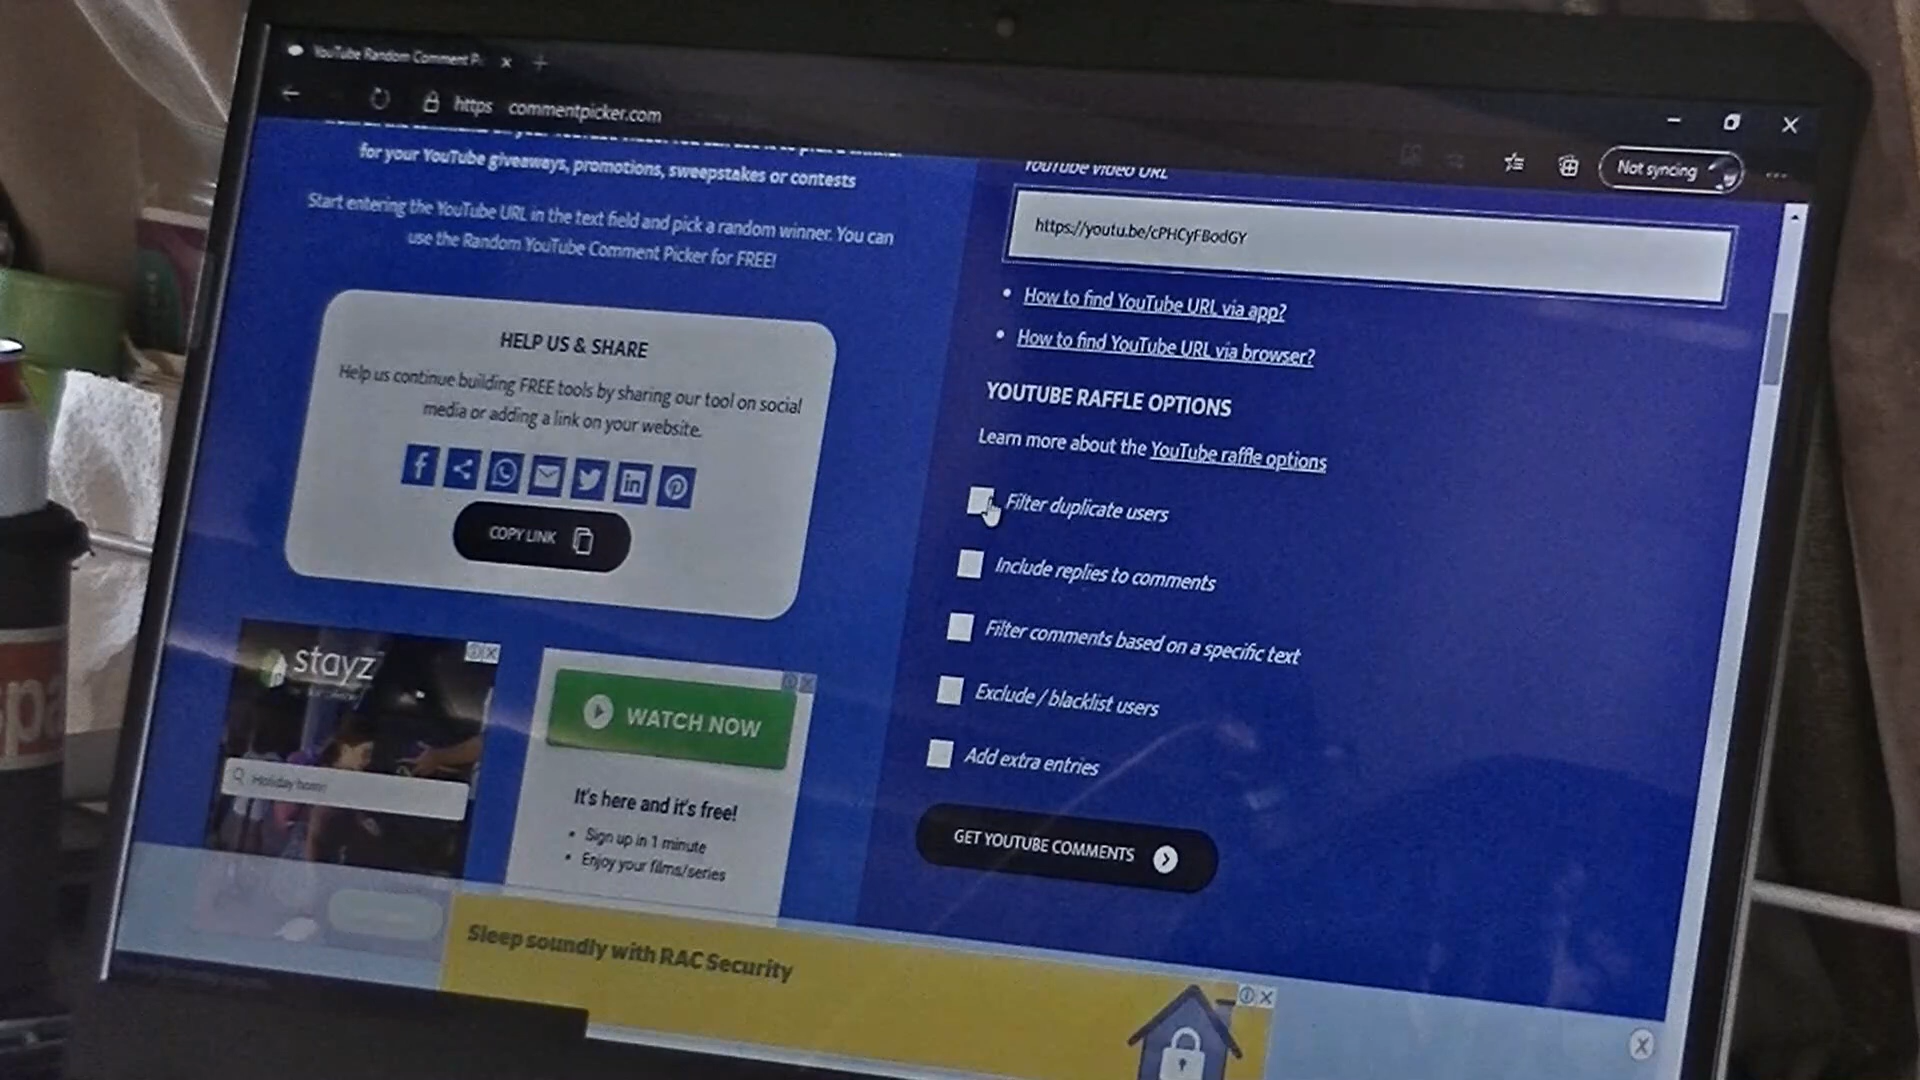 YouTube Random Comment P
https commentpicker.com
Not syncing
for your YouTube giveaways, promotions, sweepstakes or contests
Start entering the YouTube URL in the text field and pick a random winner. You can
use the Random YouTube Comment Picker for FREE!
HELP US & SHARE
Help us continue building FREE tools by sharing our tool on social
media or adding a link on your website.
COPY LINK
stayz
Holiday home
WATCH NOW
It's here and it's free!
• Sign up in 1 minute
• Enjoy your films/series
YOUTUBE VIDEO URL
https://youtu.be/cPHCyFBodGY
• How to find YouTube URL via app?
• How to find YouTube URL via browser?
YOUTUBE RAFFLE OPTIONS
Learn more about the YouTube raffle options
Filter duplicate users
Include replies to comments
Filter comments based on a specific text
Exclude / blacklist users
Add extra entries
GET YOUTUBE COMMENTS
Sleep soundly with RAC Security